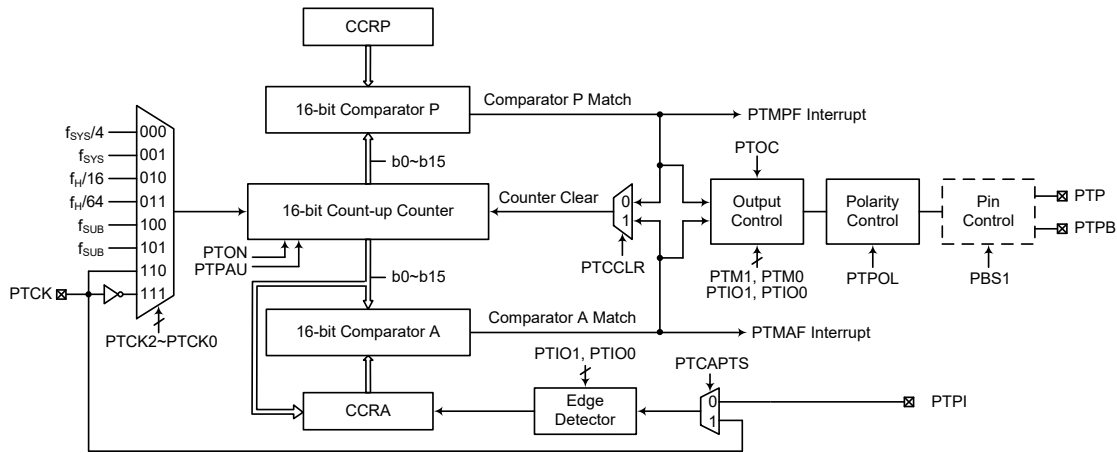 CCRP
16-bit Comparator P
Comparator P Match
PTMPF Interrupt
b0~b15
fSYS/4
fSYS
fH/16
fH/64
fSUB
fSUB
000
001
010
011
100
101
110
111
PTCK
PTCK2~PTCK0
16-bit Count-up Counter
PTON
PTPAU
Counter Clear
0
1
PTCCLR
PTOC
Output
Control
PTM1, PTM0
PTIO1, PTIO0
Polarity
Control
PTPOL
Pin
Control
PBS1
PTP
PTPB
b0~b15
16-bit Comparator A
Comparator A Match
PTMAF Interrupt
CCRA
PTIO1, PTIO0
Edge
Detector
PTCAPTS
0
1
PTPI